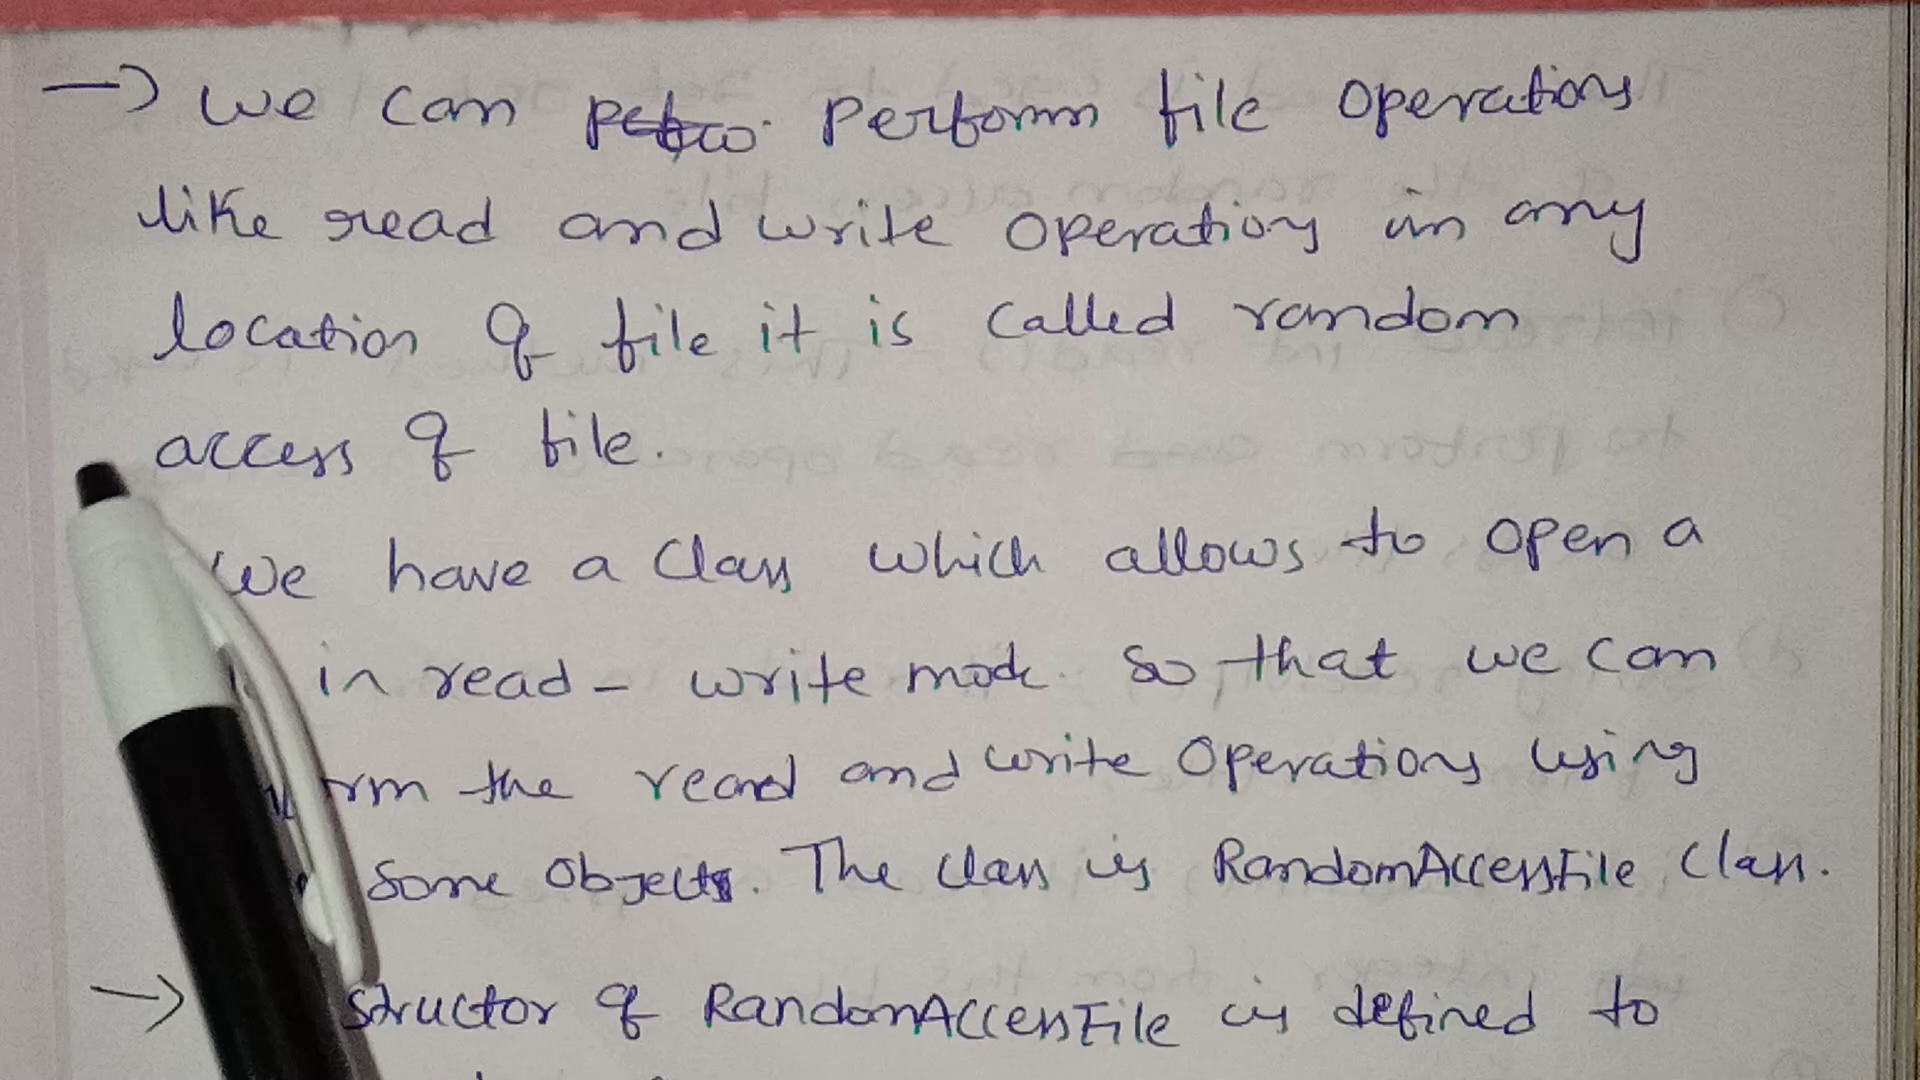 → we can perform file operations
like read and write operations in any
location of file it is called random
access of file.
we have a class which allows to open a
in read - write mode so that we can
rm the read and write operations using
some objects. The class is RandomAccessFile class.
→ structor of RandomAccessFile is defined to